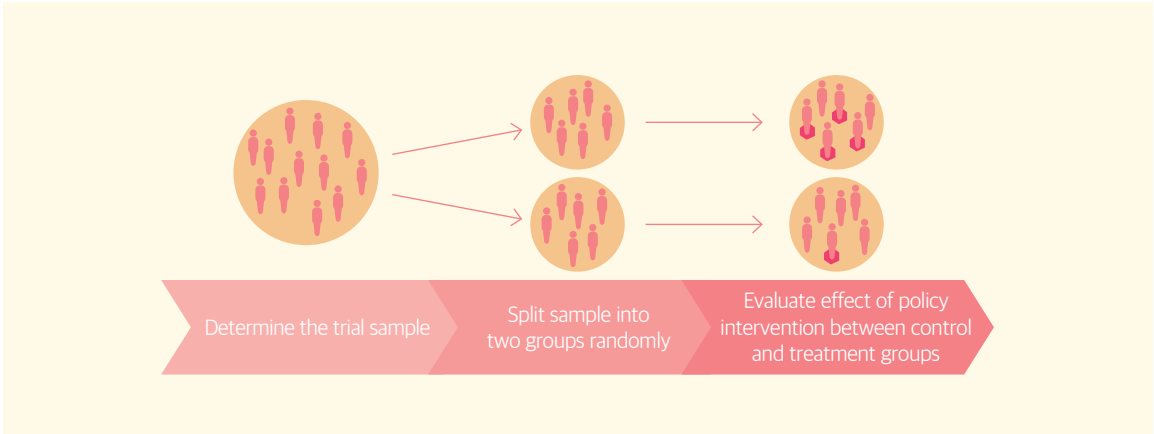 Determine the trial sample
Split sample into
two groups randomly
Evaluate effect of policy
intervention between control
and treatment groups